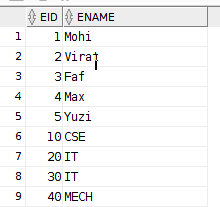 EID ENAME
1 1 Mohi
2 2 Virat
3 3 Faf
4 4 Max
5 5 Yuzi
6 10 CSE
7 20 IT
8 30 IT
9 40 MECH